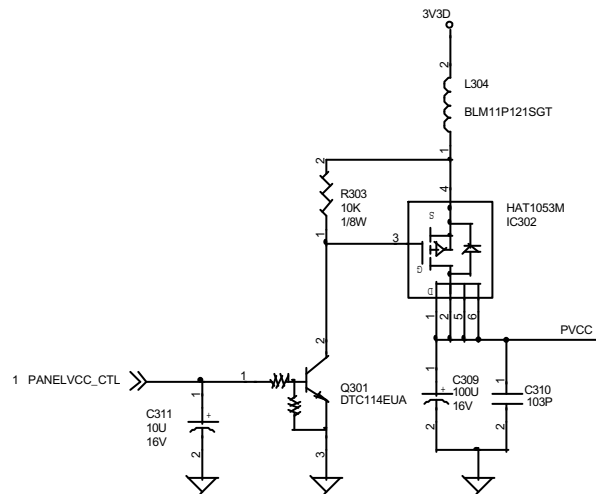 3V3D
2
L304
BLM11P121SGT
1
2
R303
10K
1/8W
1
4
HAT1053M
IC302
S
3
G
D
1
2
5
6
PVCC
2
1 PANELVCC_CTL
1
Q301
DTC114EUA
3
1
C311
10U
16V
+
2
1
C309
100U
16V
+
2
1
C310
103P
2